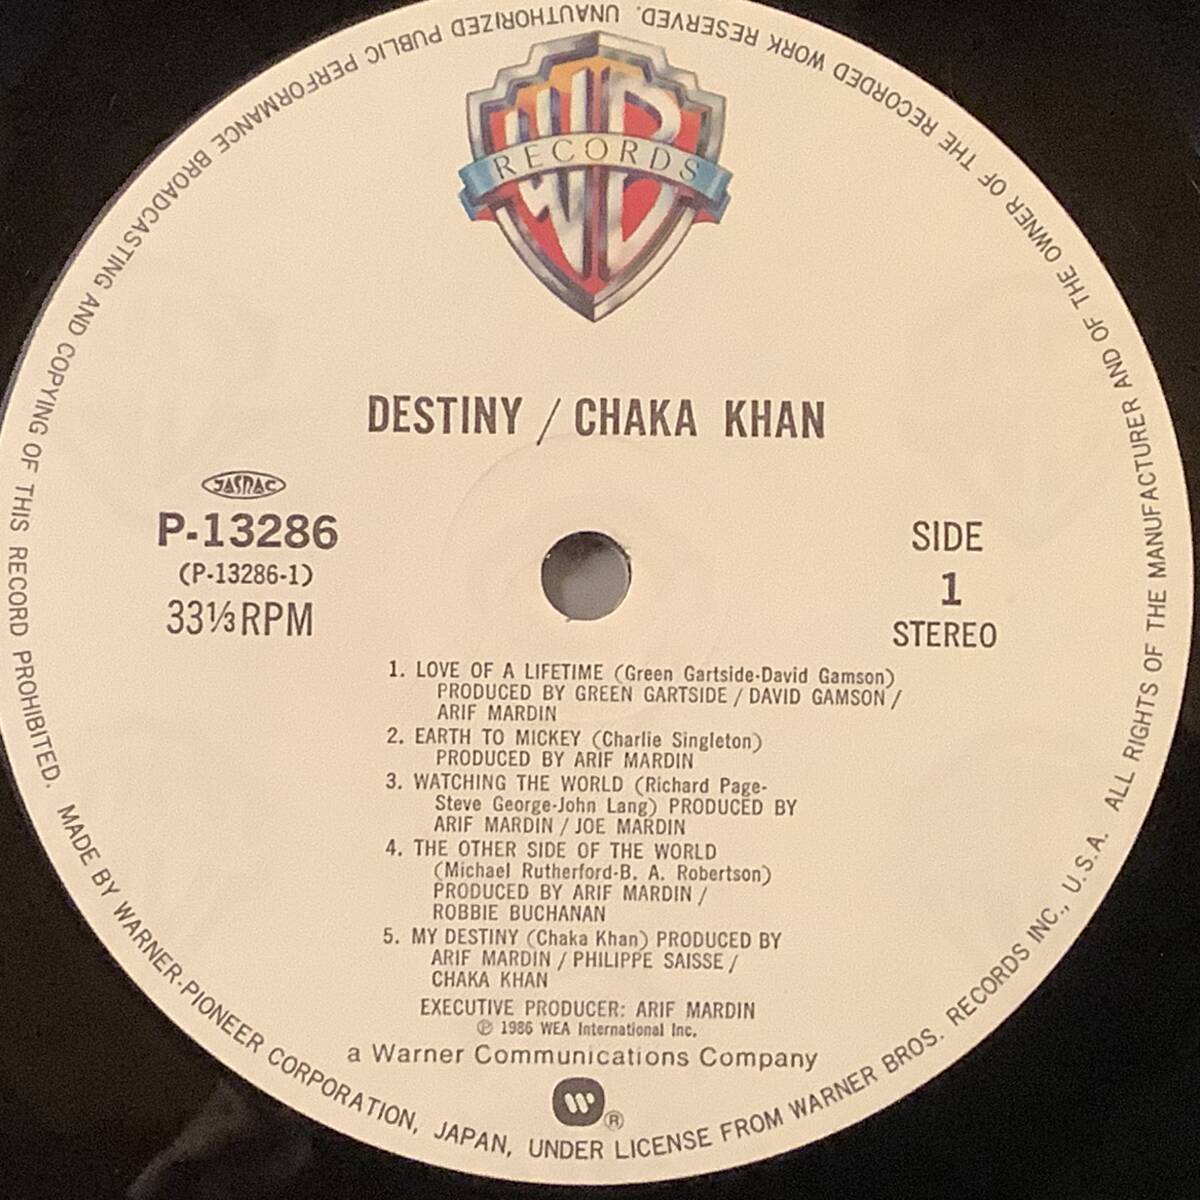 WB
RECORDS
DESTINY / CHAKA KHAN
JASRAC
P-13286
(P-13286-1)
33⅓ RPM
SIDE
1
STEREO
1. LOVE OF A LIFETIME (Green Gartside-David Gamson)
PRODUCED BY GREEN GARTSIDE / DAVID GAMSON /
ARIF MARDIN
2. EARTH TO MICKEY (Charlie Singleton)
PRODUCED BY ARIF MARDIN
3. WATCHING THE WORLD (Richard Page-
Steve George-John Lang) PRODUCED BY
ARIF MARDIN / JOE MARDIN
4. THE OTHER SIDE OF THE WORLD
(Michael Rutherford-B. A. Robertson)
PRODUCED BY ARIF MARDIN /
ROBBIE BUCHANAN
5. MY DESTINY (Chaka Khan) PRODUCED BY
ARIF MARDIN / PHILIPPE SAISSE /
CHAKA KHAN
EXECUTIVE PRODUCER: ARIF MARDIN
℗ 1986 WEA International Inc.
a Warner Communications Company
W ®
MADE BY WARNER-PIONEER CORPORATION, JAPAN, UNDER LICENSE FROM WARNER BROS. RECORDS INC., U.S.A. ALL RIGHTS OF THE MANUFACTURER AND OF THE OWNER OF THE RECORDED WORK RESERVED. UNAUTHORIZED PUBLIC PERFORMANCE BROADCASTING AND COPYING OF THIS RECORD PROHIBITED.